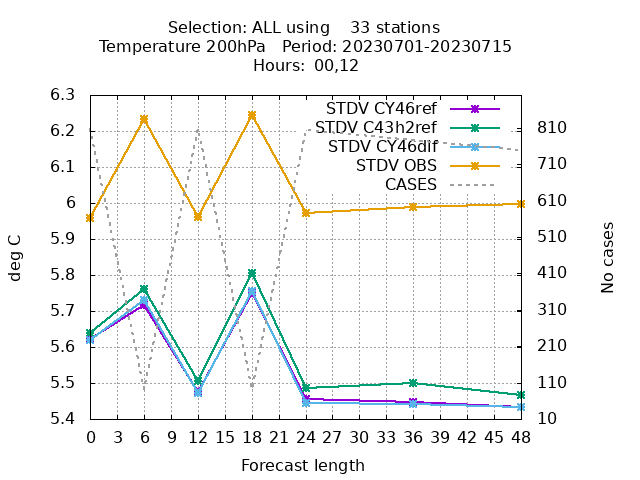 Selection: ALL using    33 stations
Temperature 200hPa   Period: 20230701-20230715
Hours:  00,12
STDV CY46ref
STDV C43h2ref
STDV CY46dif
STDV OBS
CASES
deg C
6.3
6.2
6.1
6
5.9
5.8
5.7
5.6
5.5
5.4
No cases
810
710
610
510
410
310
210
110
10
0 3 6 9 12 15 18 21 24 27 30 33 36 39 42 45 48
Forecast length